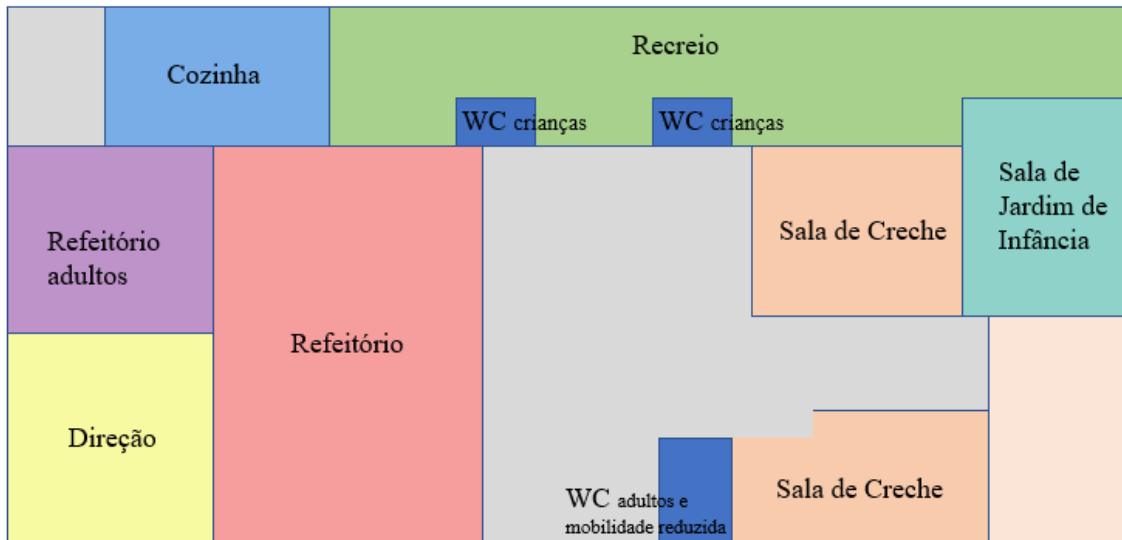 Recreio
Cozinha
WC crianças
WC crianças
Sala de
Jardim de
Infância
Sala de Creche
Refeitório
adultos
Refeitório
Direção
Sala de Creche
WC adultos e
mobilidade reduzida